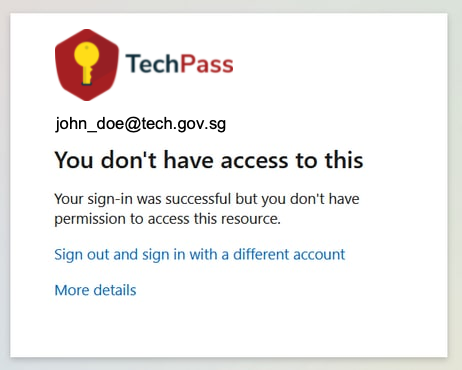 TechPass
john_doe@tech.gov.sg
You don't have access to this
Your sign-in was successful but you don't have
permission to access this resource.
Sign out and sign in with a different account
More details